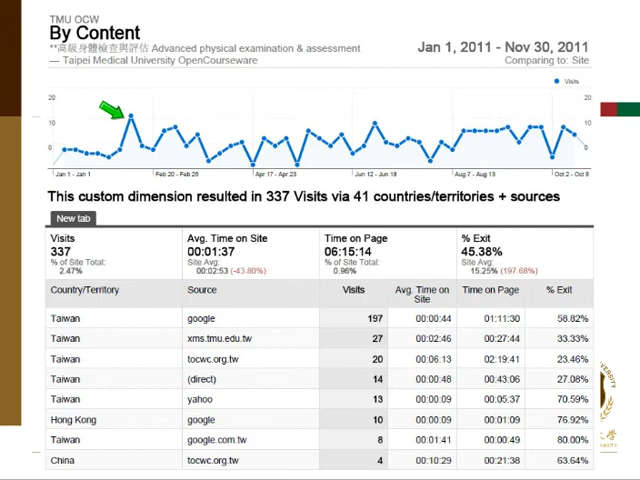 TMU OCW
By Content
**高級身體檢查與評估 Advanced physical examination & assessment
— Taipei Medical University OpenCourseware
Jan 1, 2011 - Nov 30, 2011
Comparing to: Site
Visits
20 20
10 10
0 0
Jan 1 - Jan 1 Feb 20 - Feb 26 Apr 17 - Apr 23 Jun 12 - Jun 18 Aug 7 - Aug 13 Oct 2 - Oct 8
This custom dimension resulted in 337 Visits via 41 countries/territories + sources
New tab
Visits Avg. Time on Site Time on Page % Exit
337 00:01:37 06:15:14 45.38%
% of Site Total: Site Avg: % of Site Total: Site Avg:
2.47% 00:02:53 (-43.80%) 0.96% 15.25% (197.68%)
Country/Territory Source Visits Avg. Time on Site Time on Page % Exit
Taiwan google 197 00:00:44 01:11:30 58.82%
Taiwan xms.tmu.edu.tw 27 00:02:46 00:27:44 33.33%
Taiwan tocwc.org.tw 20 00:06:13 02:19:41 23.46%
Taiwan (direct) 14 00:00:48 00:43:06 27.08%
Taiwan yahoo 13 00:00:09 00:05:37 70.59%
Hong Kong google 10 00:00:09 00:01:09 76.92%
Taiwan google.com.tw 8 00:01:41 00:00:49 80.00%
China tocwc.org.tw 4 00:10:29 00:21:38 63.64%